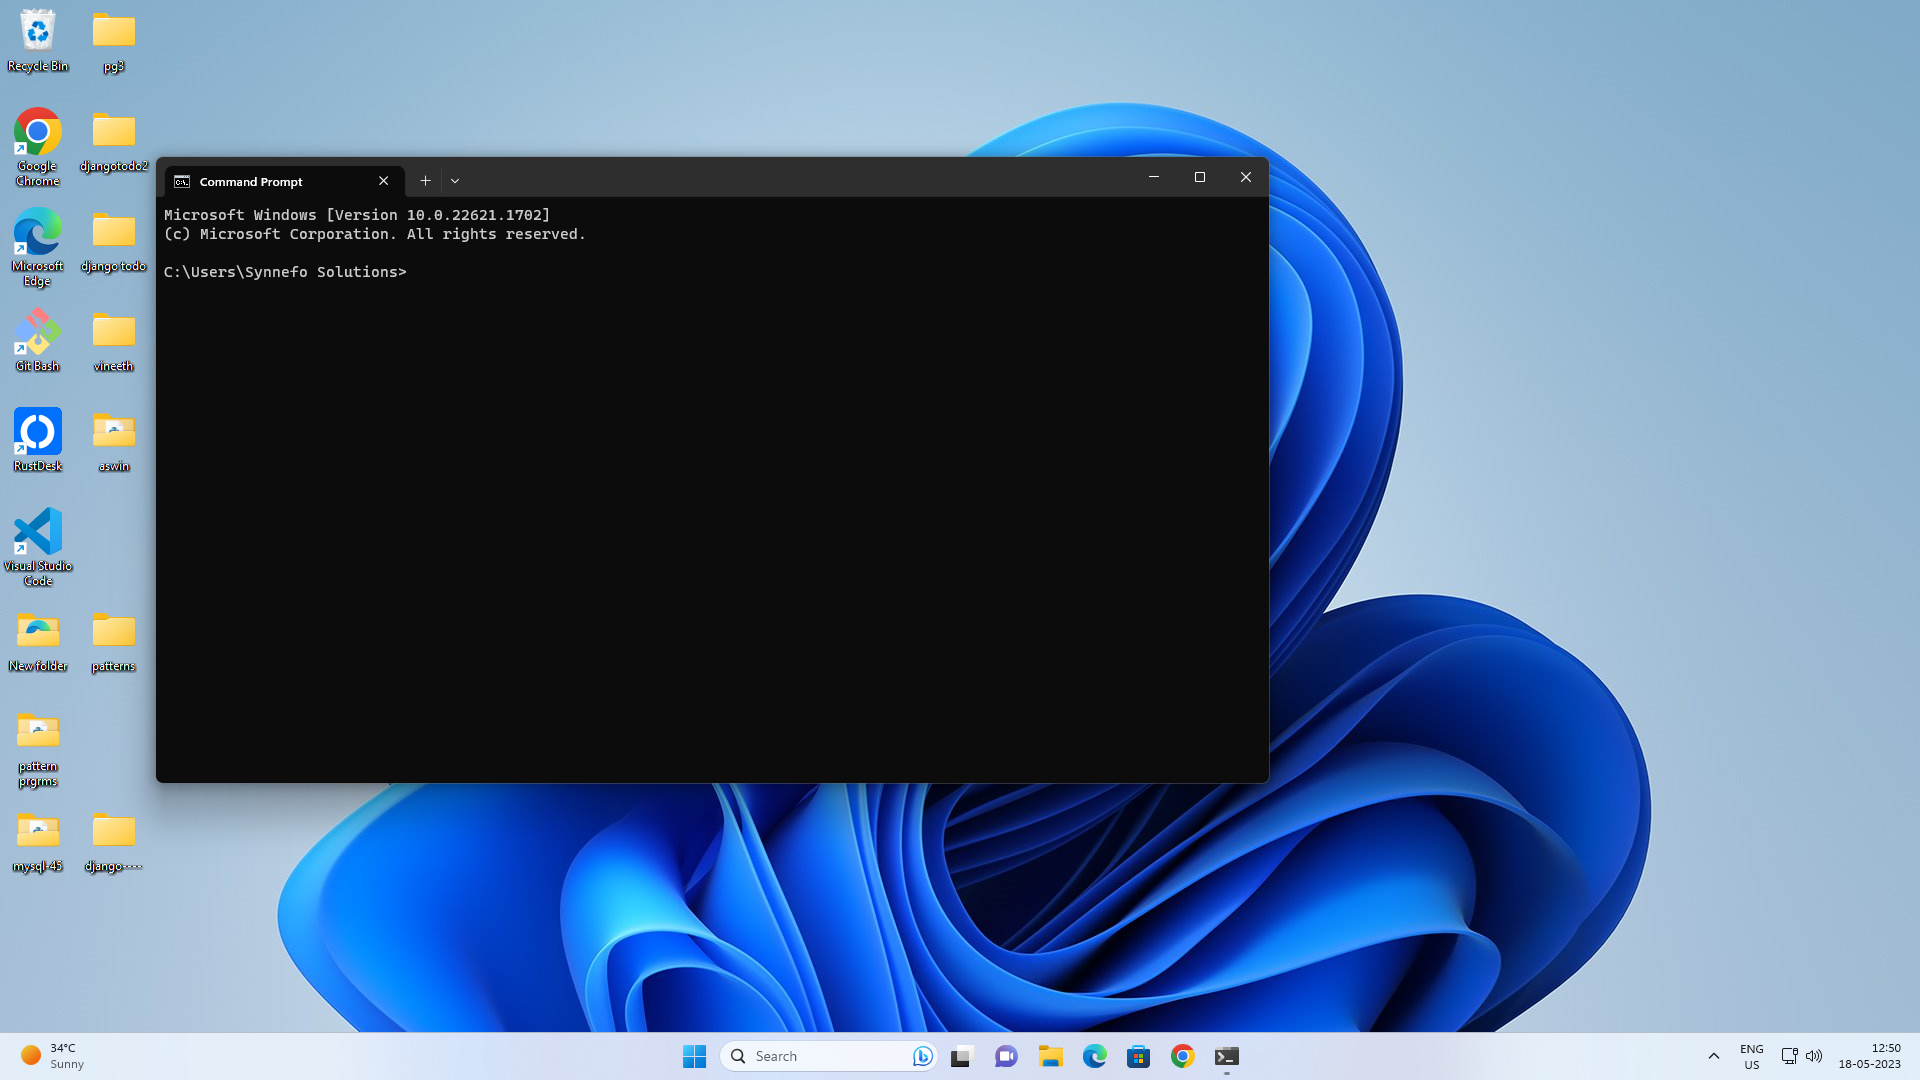 Recycle Bin
pg3
Google
Chrome
djangotodo2
Microsoft
Edge
django todo
Git Bash
vineeth
RustDesk
aswin
Visual Studio
Code
New folder
patterns
pattern
prgrms
mysql-45
django-----
Command Prompt
Microsoft Windows [Version 10.0.22621.1702]
(c) Microsoft Corporation. All rights reserved.
C:\Users\Synnefo Solutions>
34°C
Sunny
Search
ENG
US
12:50
18-05-2023